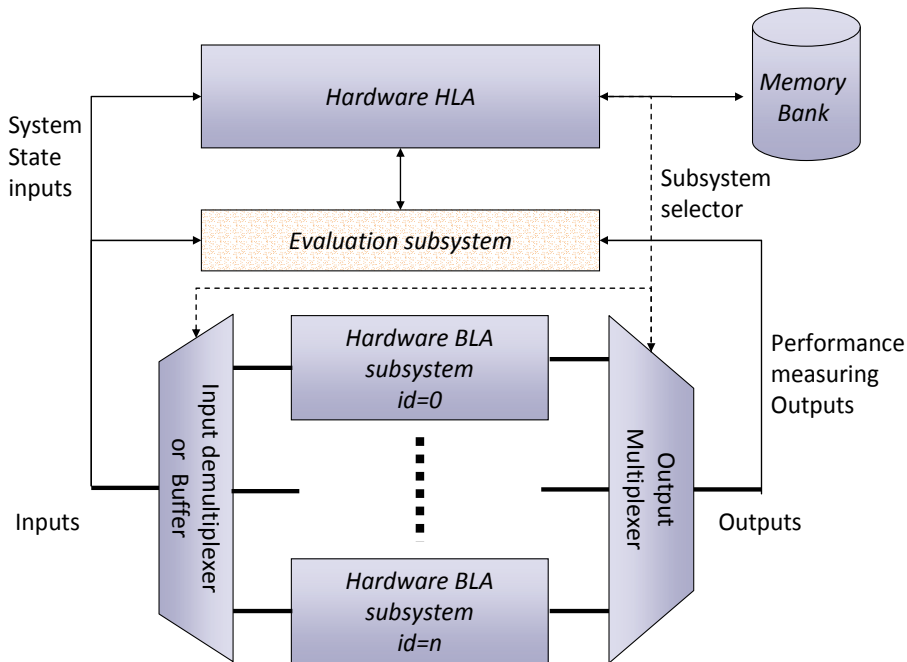 Hardware HLA
Memory
Bank
System
State
inputs
Subsystem
selector
Evaluation subsystem
Hardware BLA
subsystem
id=0
Performance
measuring
Outputs
Input demultiplexer
or Buffer
Output
Multiplexer
Inputs
Outputs
Hardware BLA
subsystem
id=n